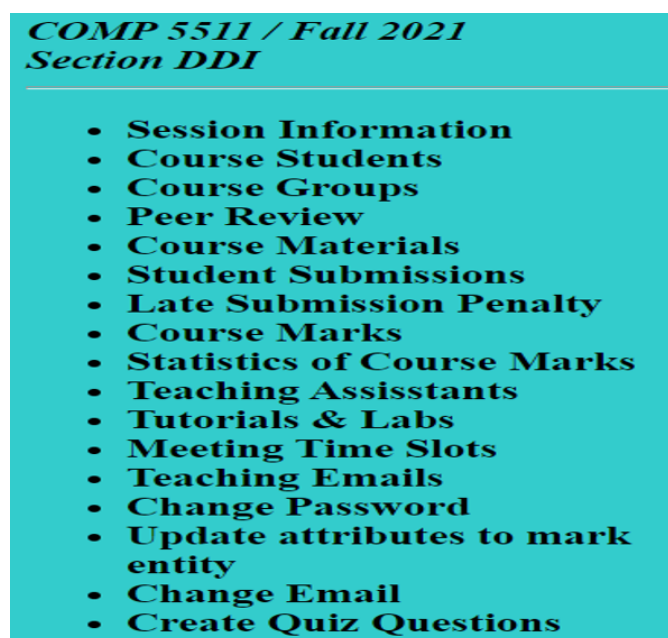 COMP 5511 / Fall 2021
Section DDI
• Session Information
• Course Students
• Course Groups
• Peer Review
• Course Materials
• Student Submissions
• Late Submission Penalty
• Course Marks
• Statistics of Course Marks
• Teaching Assisstants
• Tutorials & Labs
• Meeting Time Slots
• Teaching Emails
• Change Password
• Update attributes to mark
entity
• Change Email
• Create Quiz Questions